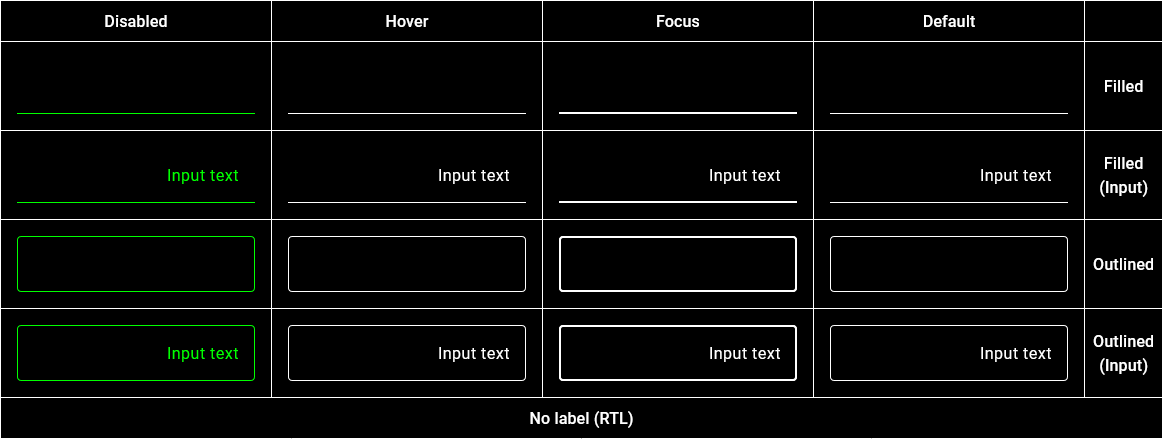 Disabled Hover Focus Default
Filled
Input text Input text Input text Input text Filled
(Input)
Outlined
Input text Input text Input text Input text Outlined
(Input)
No label (RTL)